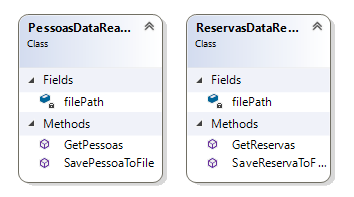 PessoasDataRea...
Class
Fields
filePath
Methods
GetPessoas
SavePessoaToFile
ReservasDataRe...
Class
Fields
filePath
Methods
GetReservas
SaveReservaToF...